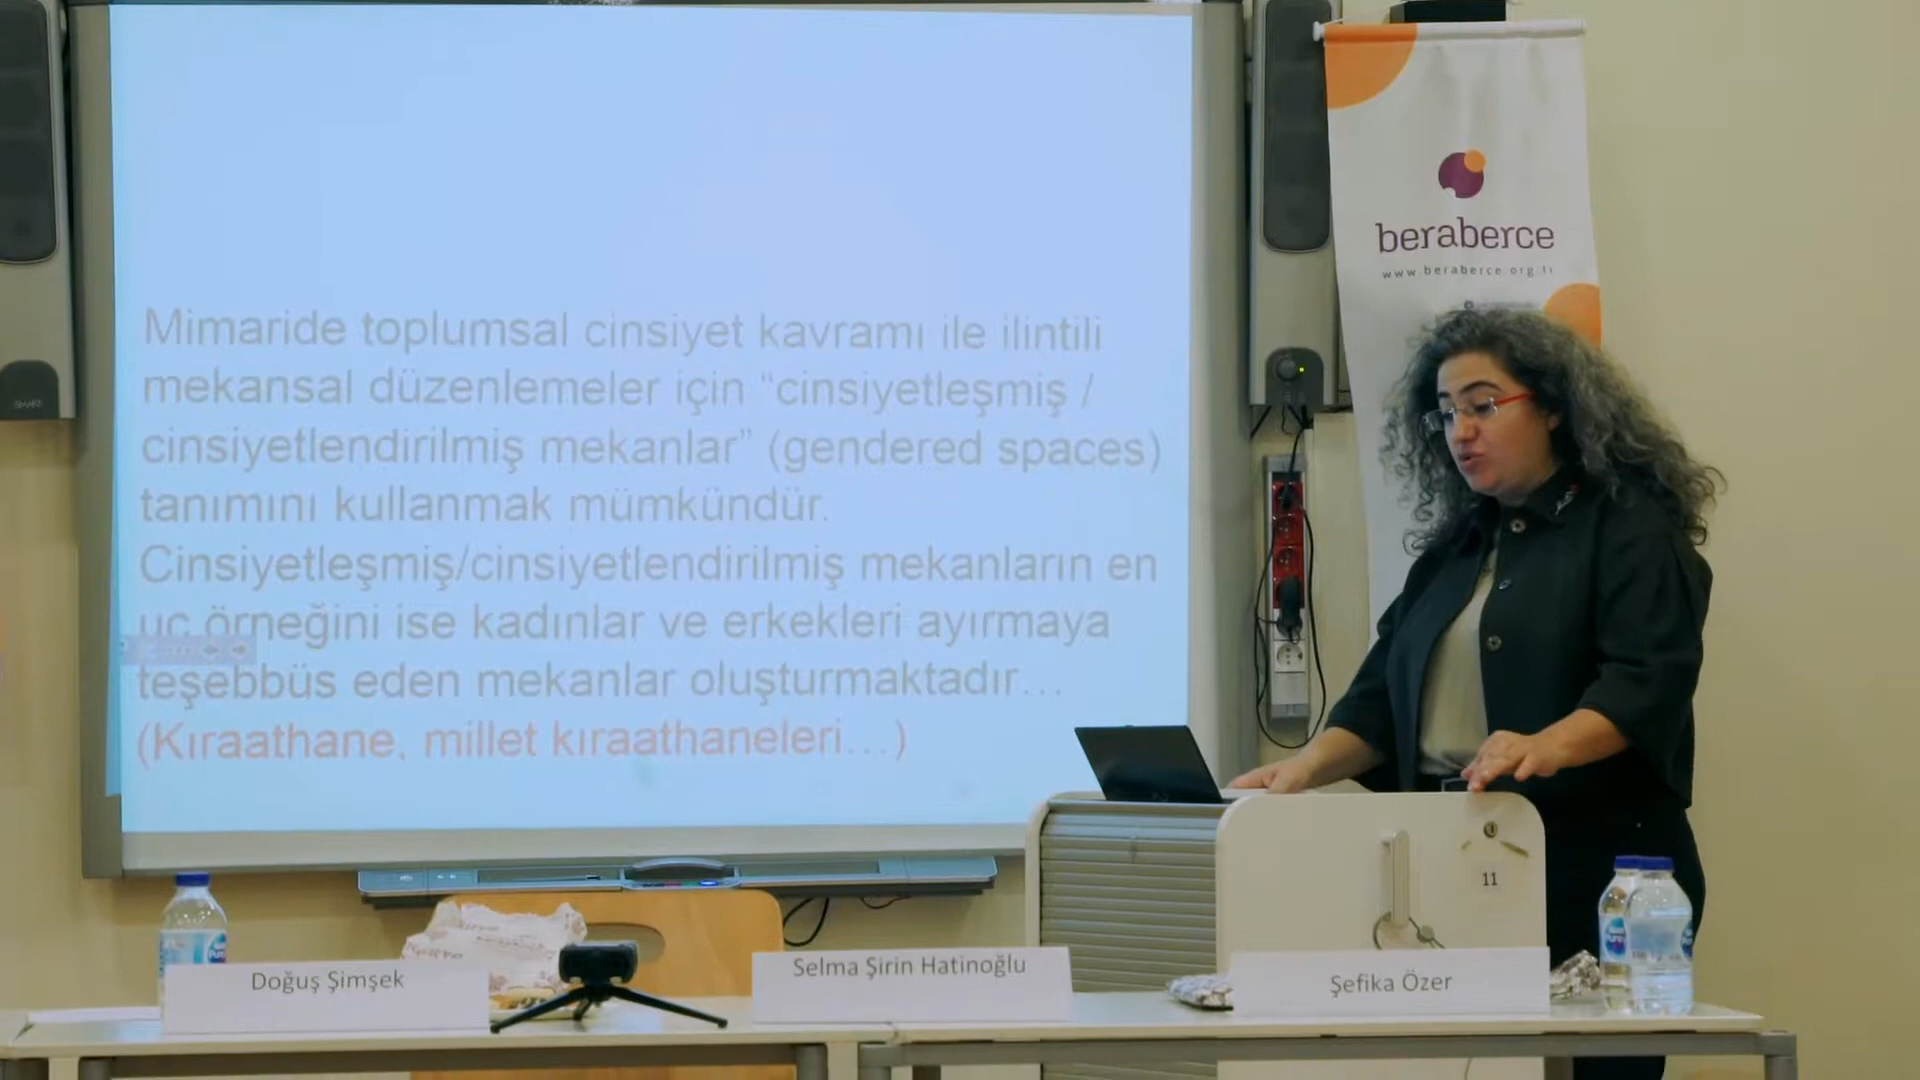 Mimaride toplumsal cinsiyet kavramı ile ilintili
mekansal düzenlemeler için “cinsiyetleşmiş /
cinsiyetlendirilmiş mekanlar” (gendered spaces)
tanımını kullanmak mümkündür.
Cinsiyetleşmiş/cinsiyetlendirilmiş mekanların en
uç örneğini ise kadınlar ve erkekleri ayırmaya
teşebbüs eden mekanlar oluşturmaktadır…
(Kıraathane, millet kıraathaneleri…)
beraberce
www.beraberce.org.tr
SMART
11
Doğuş Şimşek
Selma Şirin Hatinoğlu
Şefika Özer